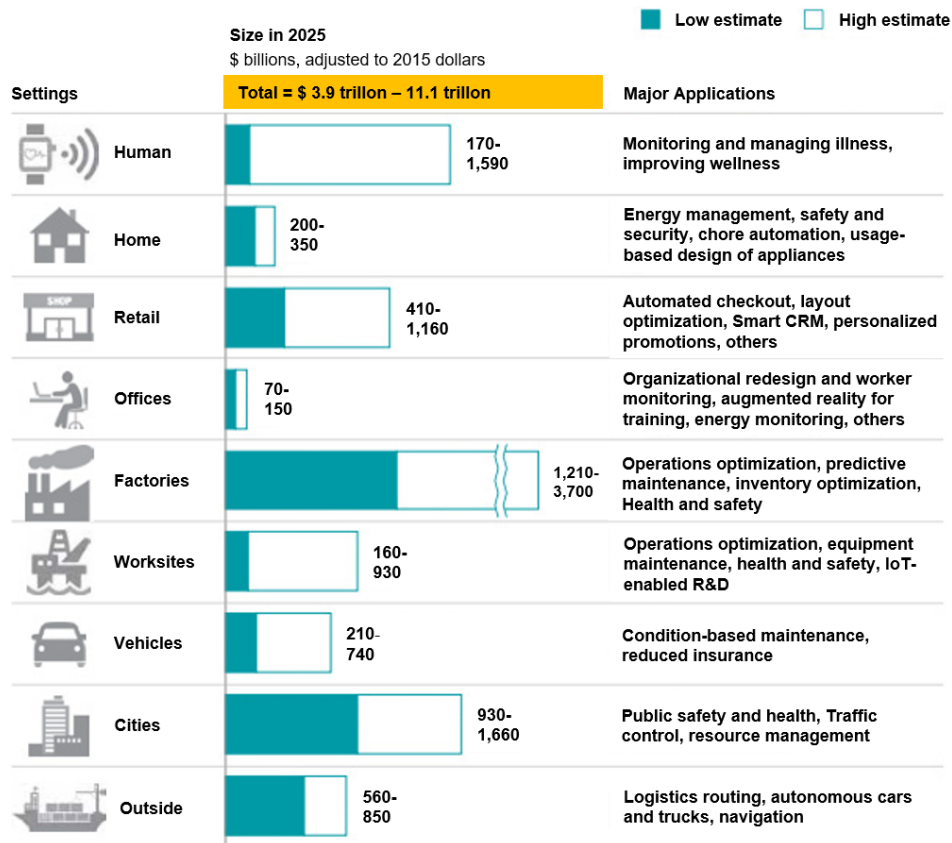 Low estimate
High estimate
Size in 2025
$ billions, adjusted to 2015 dollars
Settings
Total = $ 3.9 trillion – 11.1 trillon
Major Applications
Human
170-
1,590
Monitoring and managing illness,
improving wellness
Home
200-
350
Energy management, safety and
security, chore automation, usage-
based design of appliances
SHOP
Retail
410-
1,160
Automated checkout, layout
optimization, Smart CRM, personalized
promotions, others
Offices
70-
150
Organizational redesign and worker
monitoring, augmented reality for
training, energy monitoring, others
Factories
1,210-
3,700
Operations optimization, predictive
maintenance, inventory optimization,
Health and safety
Worksites
160-
930
Operations optimization, equipment
maintenance, health and safety, IoT-
enabled R&D
Vehicles
210-
740
Condition-based maintenance,
reduced insurance
Cities
930-
1,660
Public safety and health, Traffic
control, resource management
Outside
560-
850
Logistics routing, autonomous cars
and trucks, navigation